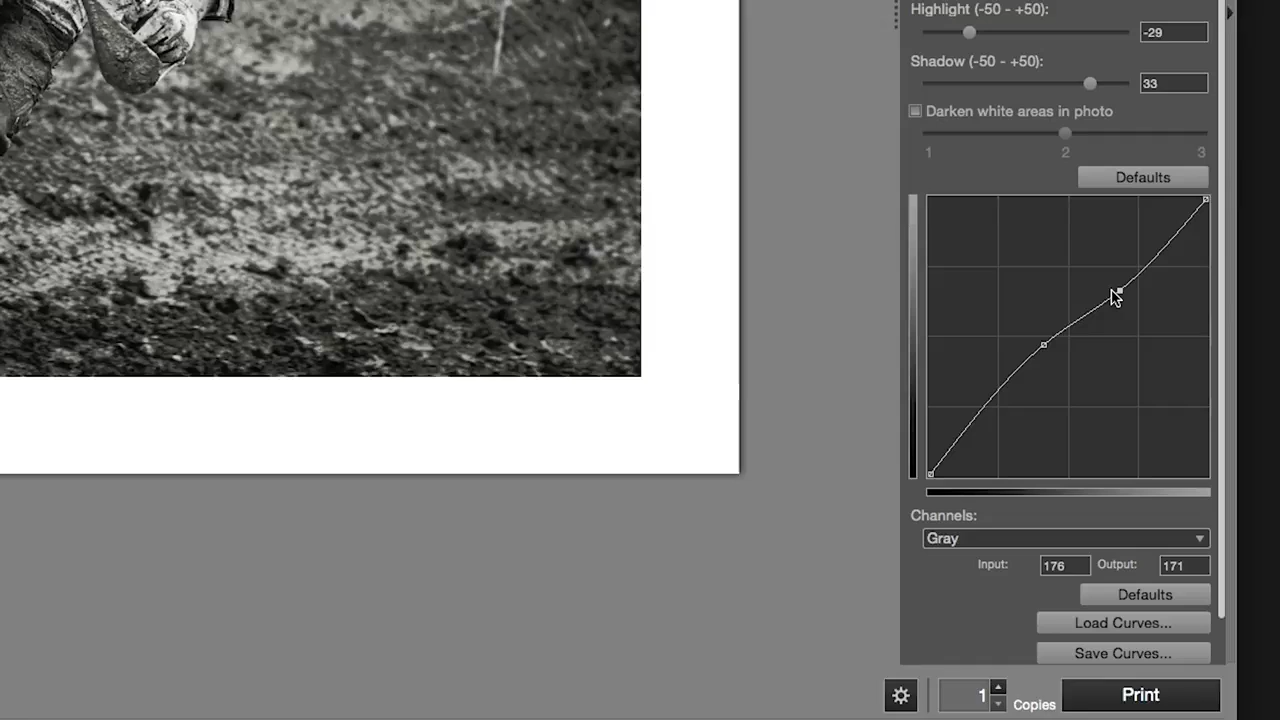 Highlight (-50 - +50):
-29
Shadow (-50 - +50):
33
Darken white areas in photo
1 2 3
Defaults
Channels:
Gray
Input: 176 Output: 171
Defaults
Load Curves...
Save Curves...
1 Copies Print